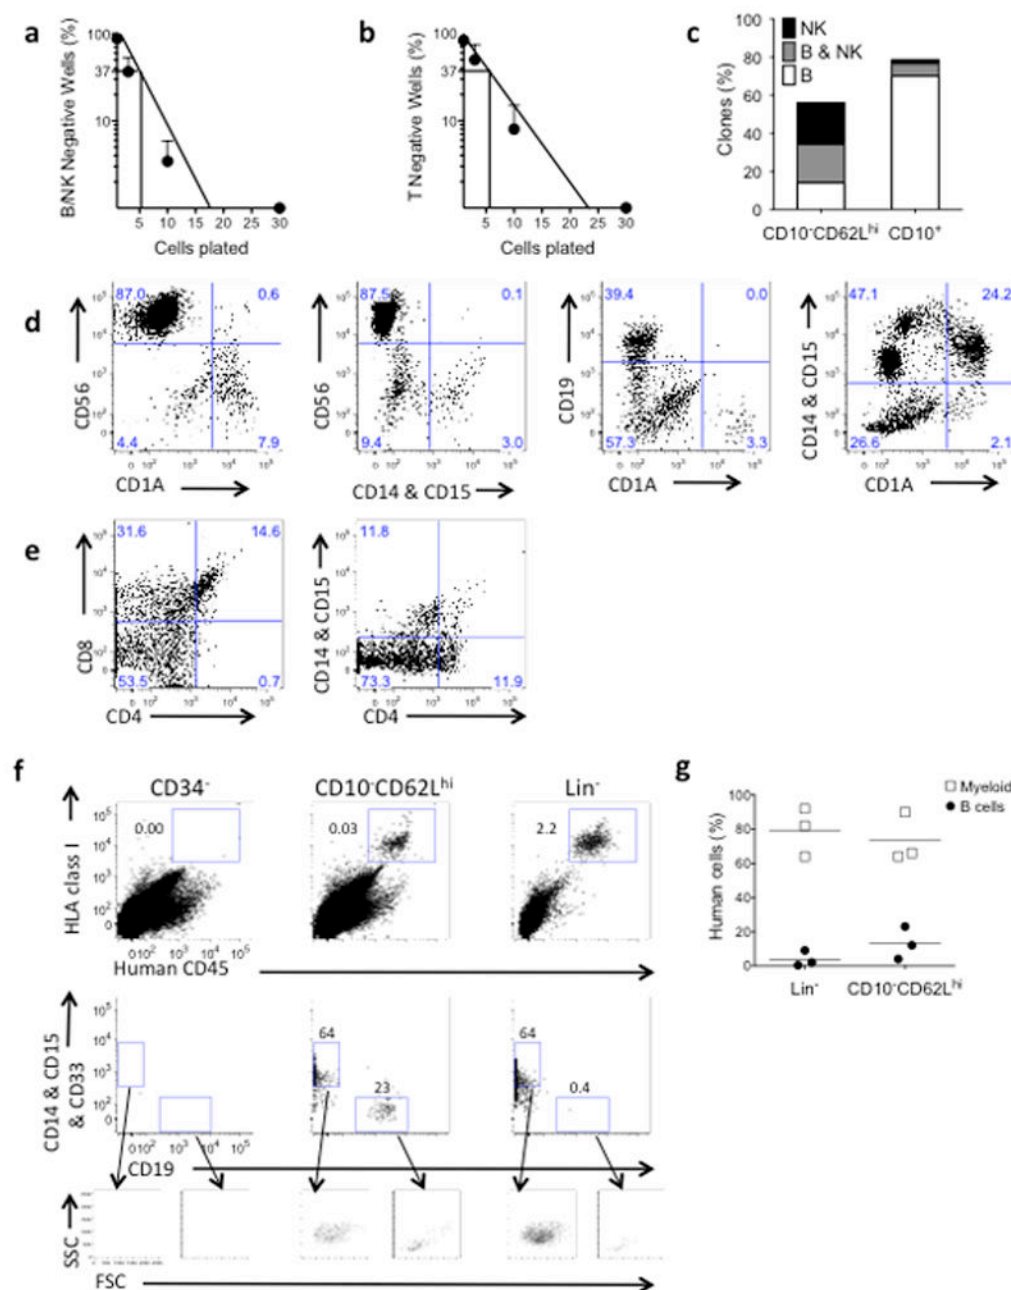 a
B/NK Negative Wells (%)
100
37
10
5 10 15 20 25 30
Cells plated
b
T Negative Wells (%)
100
37
10
5 10 15 20 25 30
Cells plated
c
Clones (%)
100
80
60
40
20
0
NK
B & NK
B
CD10⁻CD62Lʰⁱ CD10⁺
d
87.0 0.6
4.4 7.9
CD56
CD1A
87.5 0.1
9.4 3.0
CD56
CD14 & CD15
39.4 0.0
57.3 3.3
CD19
CD1A
47.1 24.2
26.6 2.1
CD14 & CD15
CD1A
e
31.6 14.6
53.5 0.7
CD8
CD4
11.8
73.3 11.9
CD14 & CD15
CD4
f
CD34⁻ CD10⁻CD62Lʰⁱ Lin⁻
0.00 0.03 2.2
HLA class I
Human CD45
64 23 64 0.4
CD14 & CD15
& CD33
CD19
SSC
FSC
g
Myeloid
B cells
Human cells (%)
100
80
60
40
20
0
Lin⁻ CD10⁻CD62Lʰⁱ